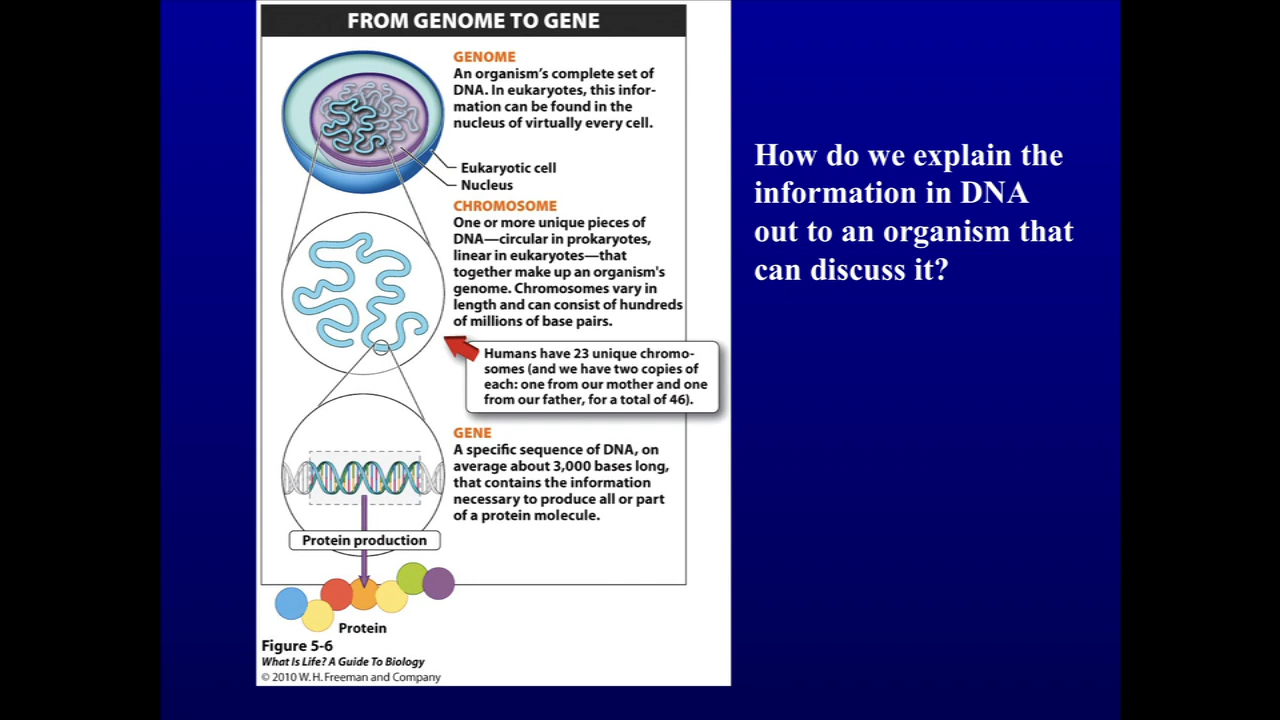 FROM GENOME TO GENE
GENOME
An organism's complete set of
DNA. In eukaryotes, this infor-
mation can be found in the
nucleus of virtually every cell.
Eukaryotic cell
Nucleus
CHROMOSOME
One or more unique pieces of
DNA—circular in prokaryotes,
linear in eukaryotes—that
together make up an organism's
genome. Chromosomes vary in
length and can consist of hundreds
of millions of base pairs.
Humans have 23 unique chromo-
somes (and we have two copies of
each: one from our mother and one
from our father, for a total of 46).
GENE
A specific sequence of DNA, on
average about 3,000 bases long,
that contains the information
necessary to produce all or part
of a protein molecule.
Protein production
Protein
Figure 5-6
What Is Life? A Guide To Biology
© 2010 W. H. Freeman and Company
How do we explain the
information in DNA
out to an organism that
can discuss it?